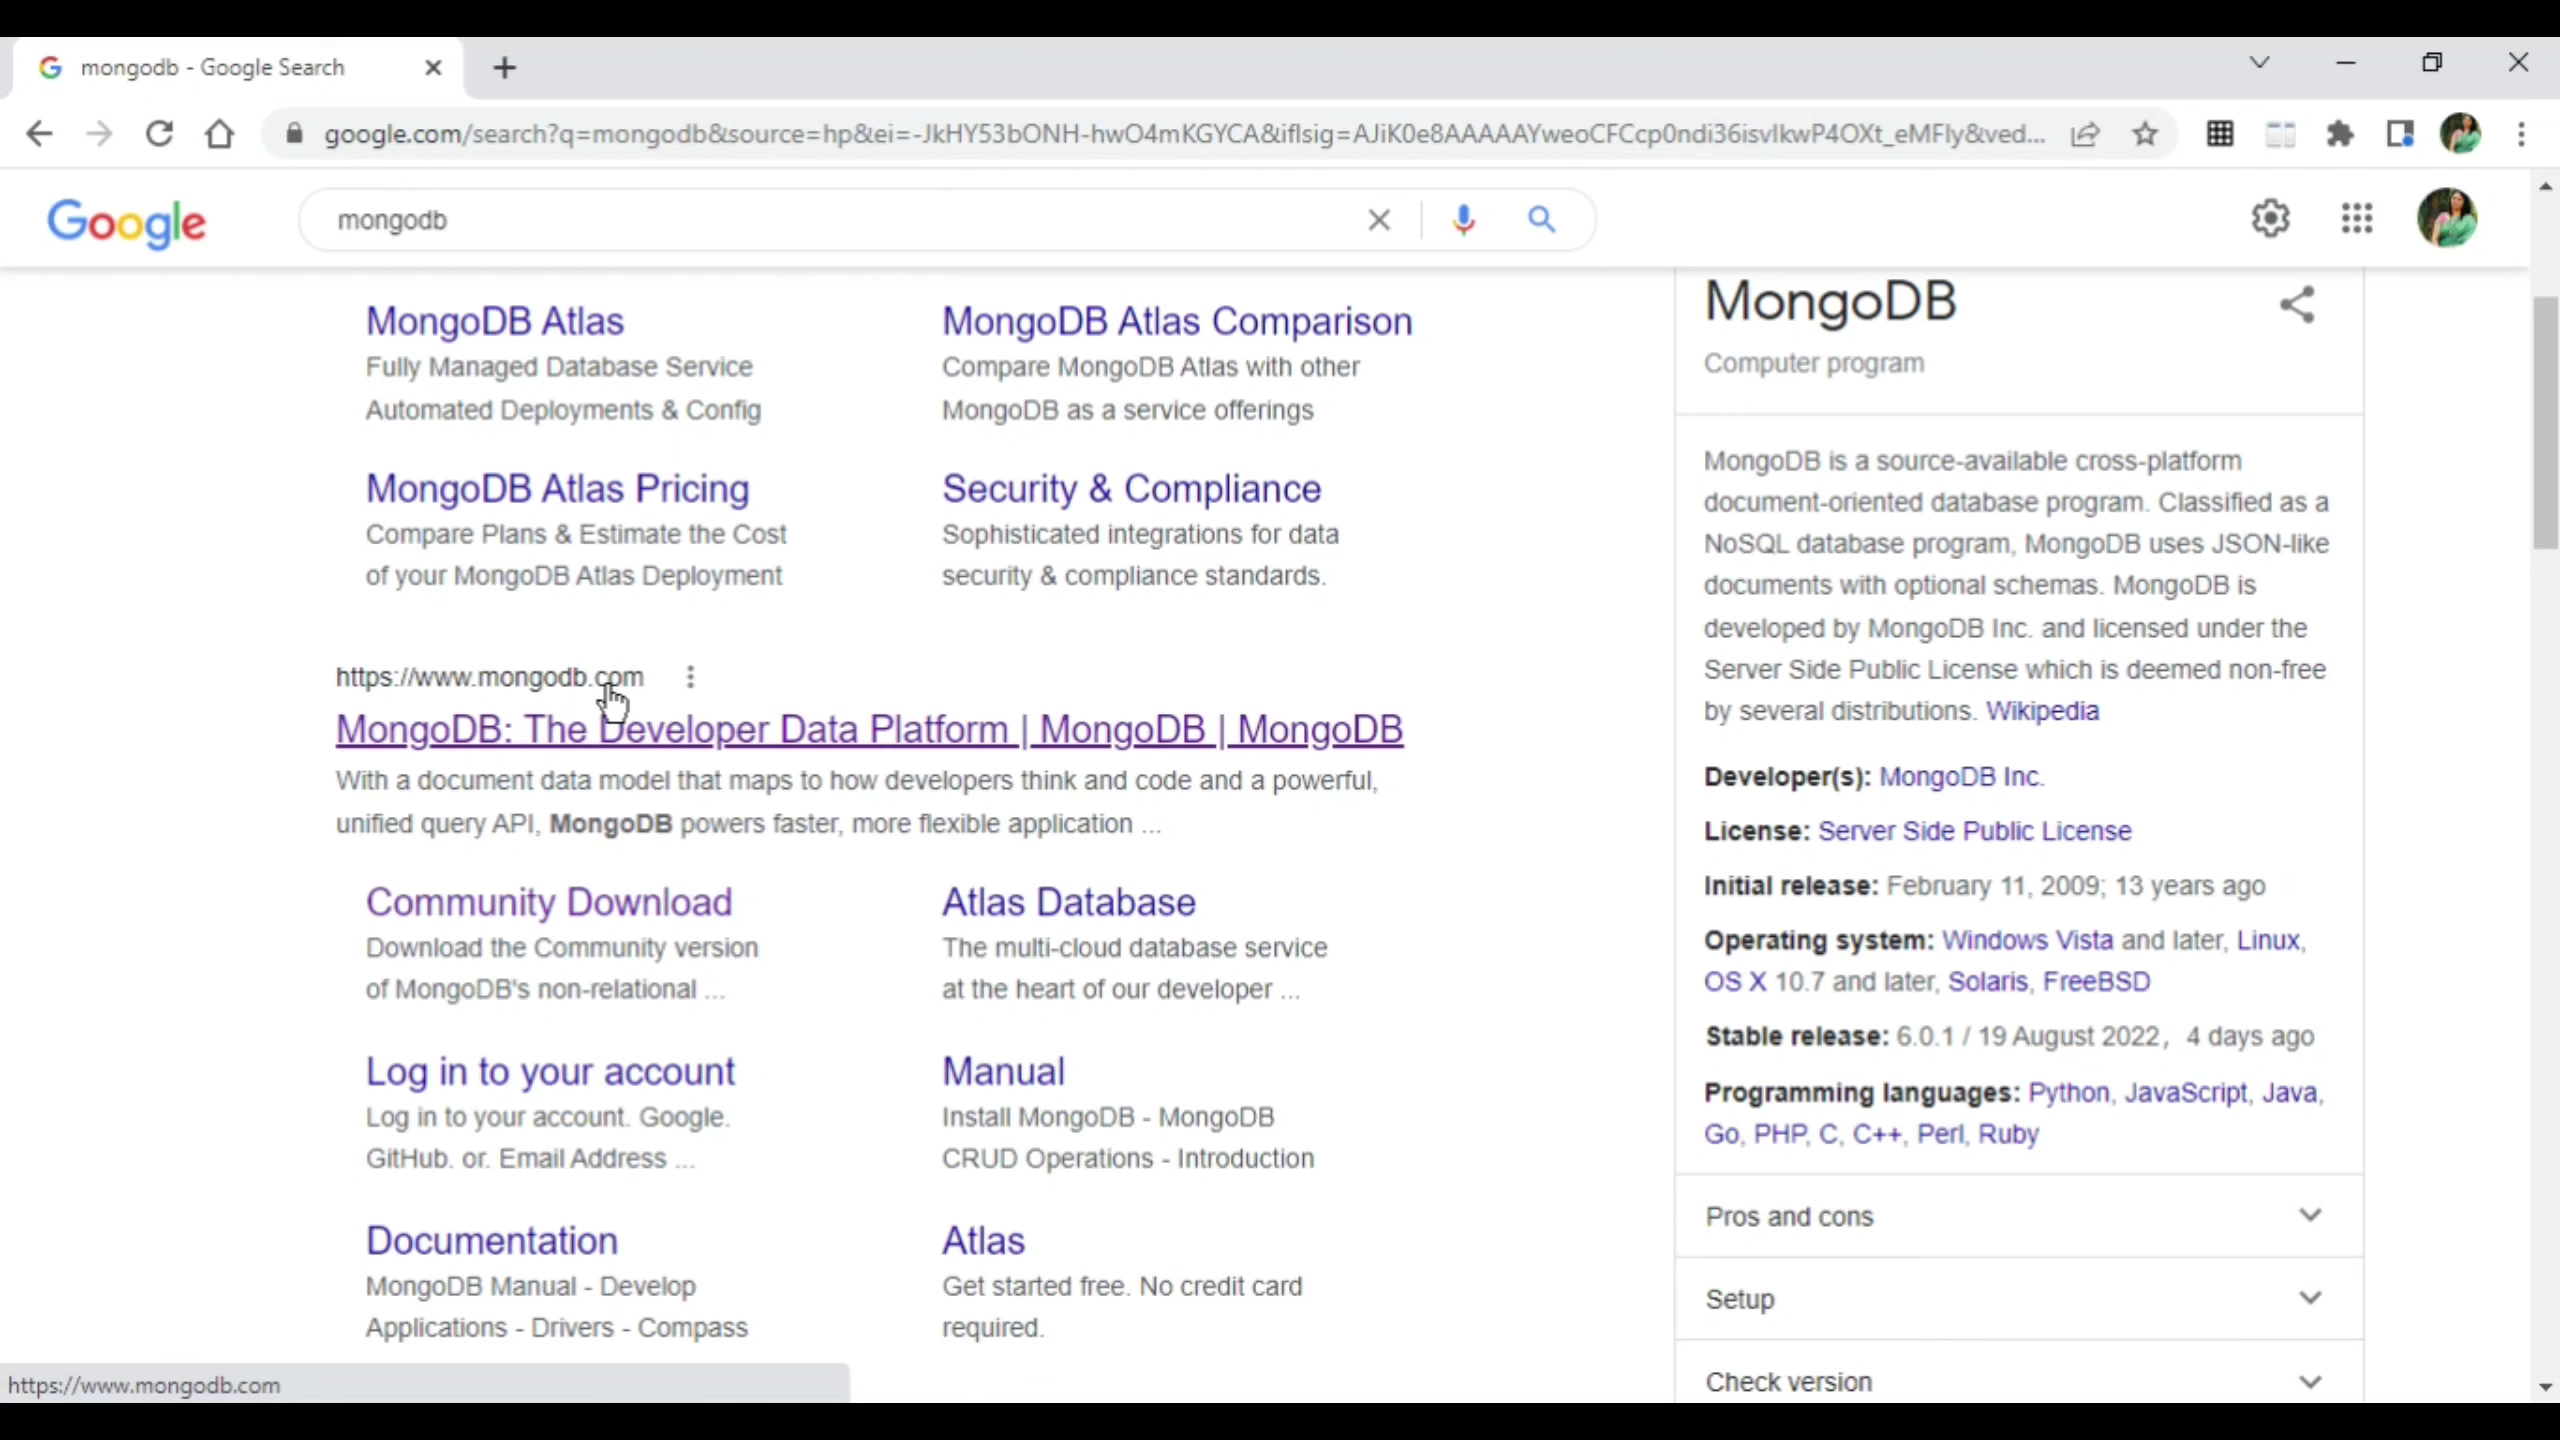 mongodb - Google Search
google.com/search?q=mongodb&source=hp&ei=-JkHY53bONH-hwO4mKGYCA&iflsig=AJiK0e8AAAAAYweoCFCcp0ndi36isvlkwP4OXt_eMFIy&ved...
Google
mongodb
MongoDB Atlas
Fully Managed Database Service
Automated Deployments & Config
MongoDB Atlas Comparison
Compare MongoDB Atlas with other
MongoDB as a service offerings
MongoDB Atlas Pricing
Compare Plans & Estimate the Cost
of your MongoDB Atlas Deployment
Security & Compliance
Sophisticated integrations for data
security & compliance standards.
https://www.mongodb.com
MongoDB: The Developer Data Platform | MongoDB | MongoDB
With a document data model that maps to how developers think and code and a powerful,
unified query API, MongoDB powers faster, more flexible application ...
Community Download
Download the Community version
of MongoDB's non-relational ...
Atlas Database
The multi-cloud database service
at the heart of our developer ...
Log in to your account
Log in to your account. Google.
GitHub. or. Email Address ...
Manual
Install MongoDB - MongoDB
CRUD Operations - Introduction
Documentation
MongoDB Manual - Develop
Applications - Drivers - Compass
Atlas
Get started free. No credit card
required.
MongoDB
Computer program
MongoDB is a source-available cross-platform
document-oriented database program. Classified as a
NoSQL database program, MongoDB uses JSON-like
documents with optional schemas. MongoDB is
developed by MongoDB Inc. and licensed under the
Server Side Public License which is deemed non-free
by several distributions. Wikipedia
Developer(s): MongoDB Inc.
License: Server Side Public License
Initial release: February 11, 2009; 13 years ago
Operating system: Windows Vista and later, Linux,
OS X 10.7 and later, Solaris, FreeBSD
Stable release: 6.0.1 / 19 August 2022, 4 days ago
Programming languages: Python, JavaScript, Java,
Go, PHP, C, C++, Perl, Ruby
Pros and cons
Setup
Check version
https://www.mongodb.com